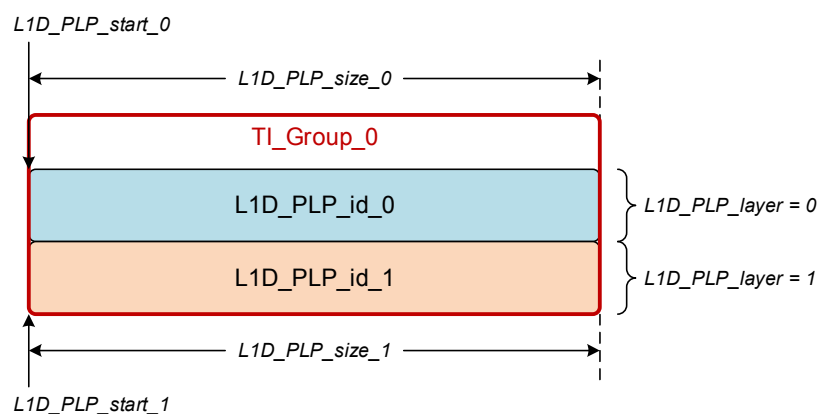 L1D_PLP_start_0
L1D_PLP_size_0
TI_Group_0
L1D_PLP_id_0
L1D_PLP_layer = 0
L1D_PLP_id_1
L1D_PLP_layer = 1
L1D_PLP_size_1
L1D_PLP_start_1